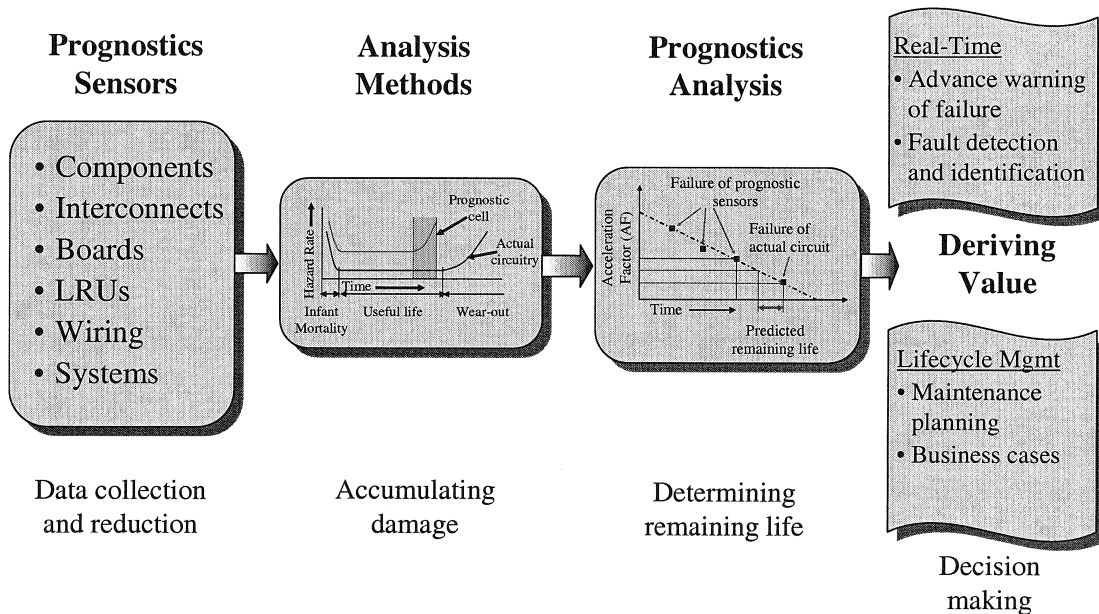 Prognostics
Sensors
• Components
• Interconnects
• Boards
• LRUs
• Wiring
• Systems
Data collection
and reduction
Analysis
Methods
Hazard Rate
Prognostic
cell
Actual
circuitry
Time
Infant
Mortality
Useful life
Wear-out
Accumulating
damage
Prognostics
Analysis
Failure of prognostic
sensors
Failure of
actual circuit
Acceleration
Factor (AF)
Time
Predicted
remaining life
Determining
remaining life
Real-Time
• Advance warning
of failure
• Fault detection
and identification
Deriving
Value
Lifecycle Mgmt
• Maintenance
planning
• Business cases
Decision
making